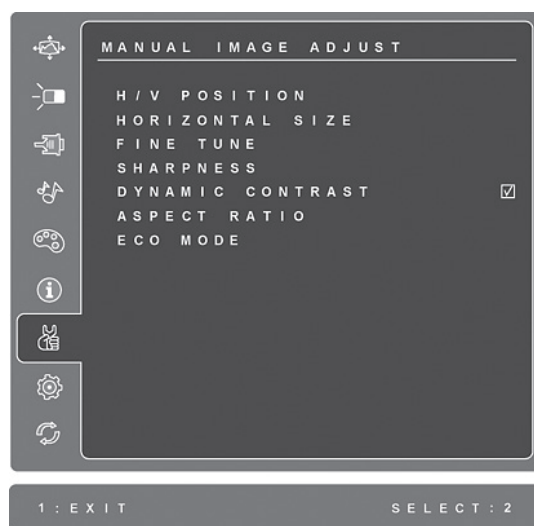 MANUAL IMAGE ADJUST
H/V POSITION
HORIZONTAL SIZE
FINE TUNE
SHARPNESS
DYNAMIC CONTRAST
ASPECT RATIO
ECO MODE
1:EXIT SELECT:2